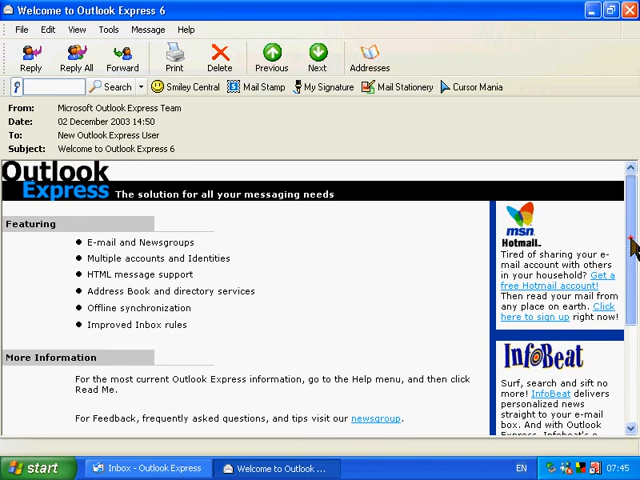 Welcome to Outlook Express 6
File Edit View Tools Message Help
Reply Reply All Forward Print Delete Previous Next Addresses
Search Smiley Central Mail Stamp My Signature Mail Stationery Cursor Mania
From: Microsoft Outlook Express Team
Date: 02 December 2003 14:50
To: New Outlook Express User
Subject: Welcome to Outlook Express 6
Outlook
Express The solution for all your messaging needs
Featuring
E-mail and Newsgroups
Multiple accounts and Identities
HTML message support
Address Book and directory services
Offline synchronization
Improved Inbox rules
More Information
For the most current Outlook Express information, go to the Help menu, and then click
Read Me.
For Feedback, frequently asked questions, and tips visit our newsgroup.
msn
Hotmail
Tired of sharing your e-
mail account with others
in your household? Get a
free Hotmail account!
Then read your mail from
any place on earth. Click
here to sign up right now!
InfoBeat
Surf, search and sift no
more! InfoBeat delivers
personalized news
straight to your e-mail
box. And with Outlook
Express, Infobeat's e-
start Inbox - Outlook Express Welcome to Outlook ... EN 07:45